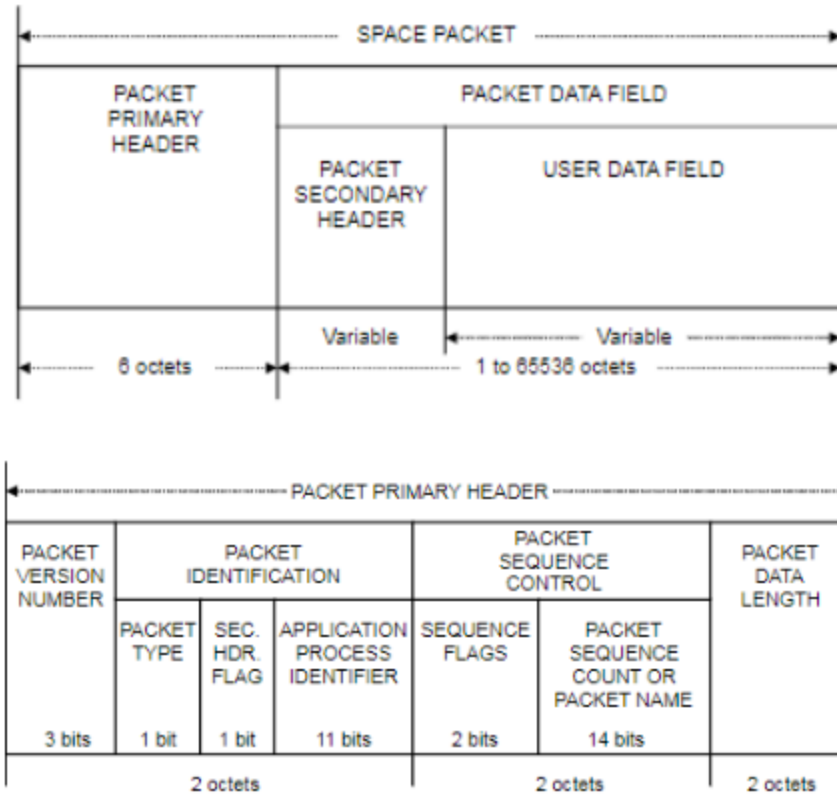 SPACE PACKET
PACKET
PRIMARY
HEADER
PACKET DATA FIELD
PACKET
SECONDARY
HEADER
USER DATA FIELD
Variable
Variable
6 octets
1 to 65536 octets
PACKET PRIMARY HEADER
PACKET
VERSION
NUMBER
PACKET
IDENTIFICATION
PACKET
SEQUENCE
CONTROL
PACKET
DATA
LENGTH
PACKET
TYPE
SEC.
HDR.
FLAG
APPLICATION
PROCESS
IDENTIFIER
SEQUENCE
FLAGS
PACKET
SEQUENCE
COUNT OR
PACKET NAME
3 bits
1 bit
1 bit
11 bits
2 bits
14 bits
2 octets
2 octets
2 octets